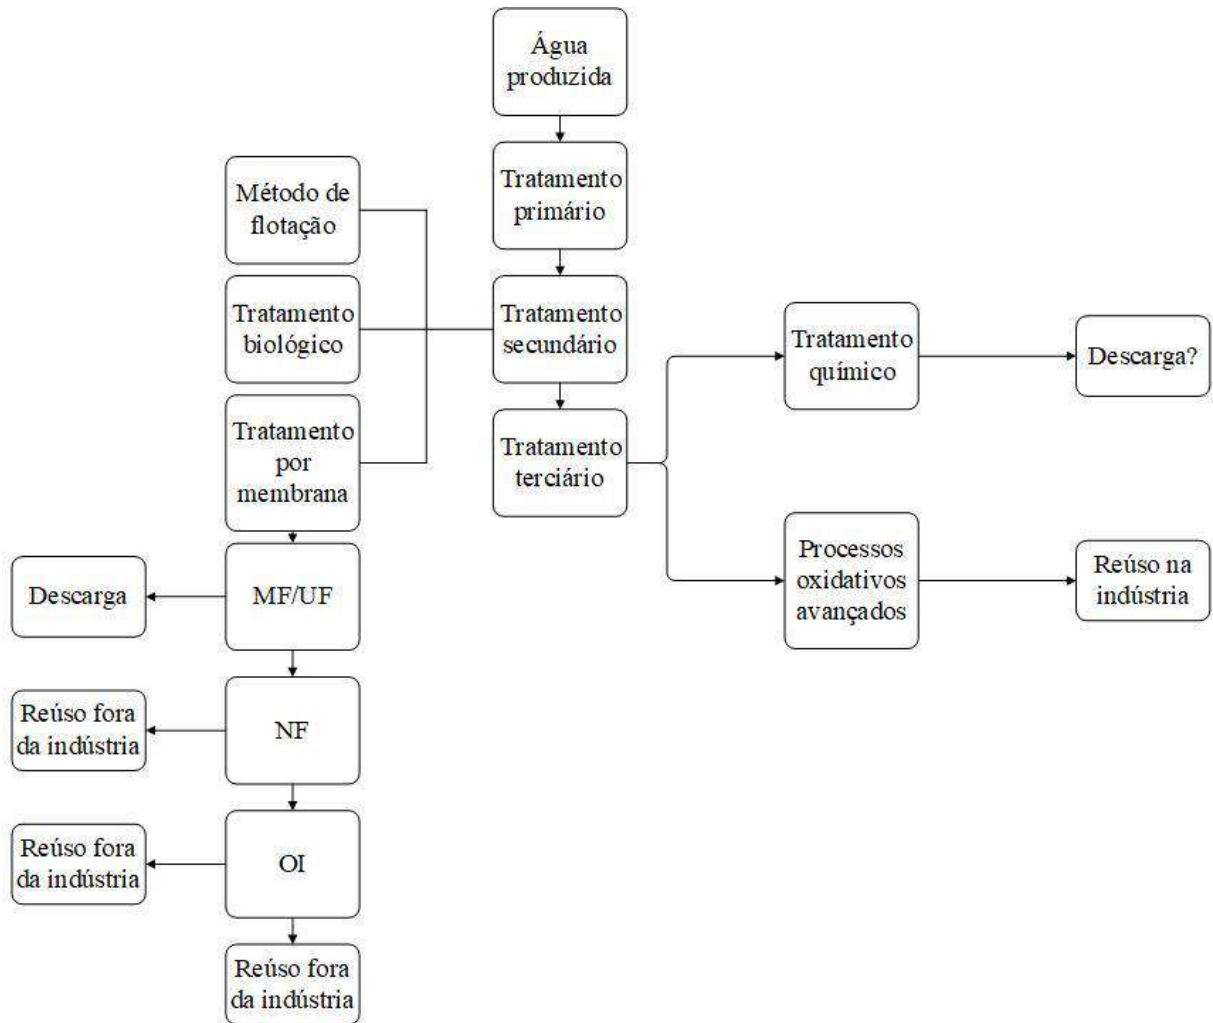 Água
produzida
Tratamento
primário
Método de
flotação
Tratamento
biológico
Tratamento
secundário
Tratamento
químico
Descarga?
Tratamento
por
membrana
Tratamento
terciário
Processos
oxidativos
avançados
Reúso na
indústria
Descarga
MF/UF
Reúso fora
da indústria
NF
Reúso fora
da indústria
OI
Reúso fora
da indústria